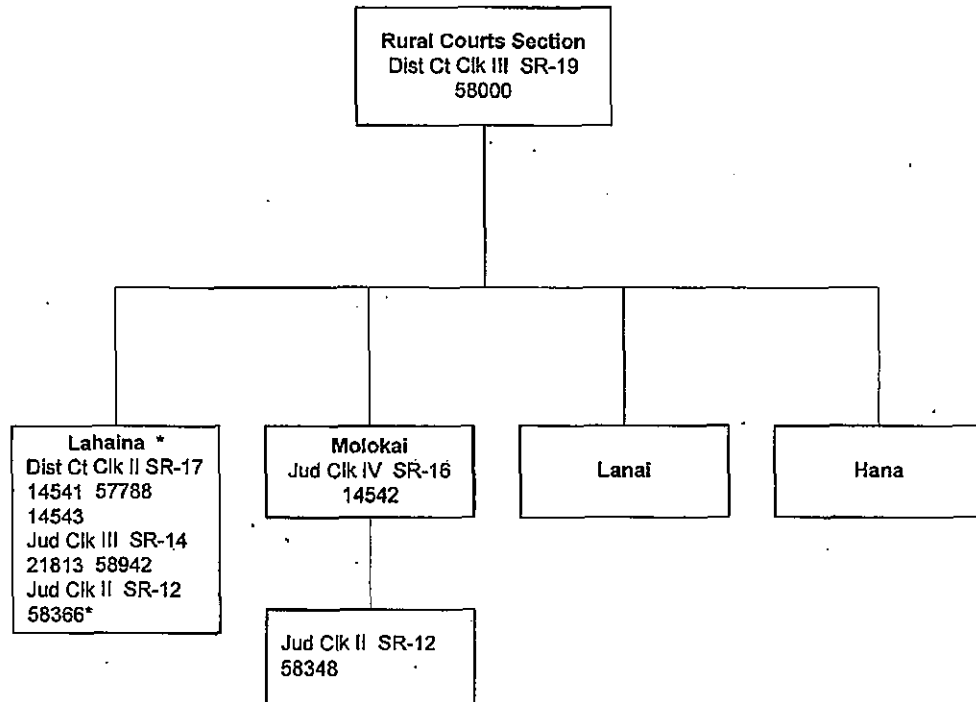 Rural Courts Section
Dist Ct Clk III SR-19
58000
Lahaina *
Dist Ct Clk II SR-17
14541 57788
14543
Jud Clk III SR-14
21813 58942
Jud Clk II SR-12
58366*
Molokai
Jud Clk IV SR-16
14542
Lanai
Hana
Jud Clk II SR-12
58348